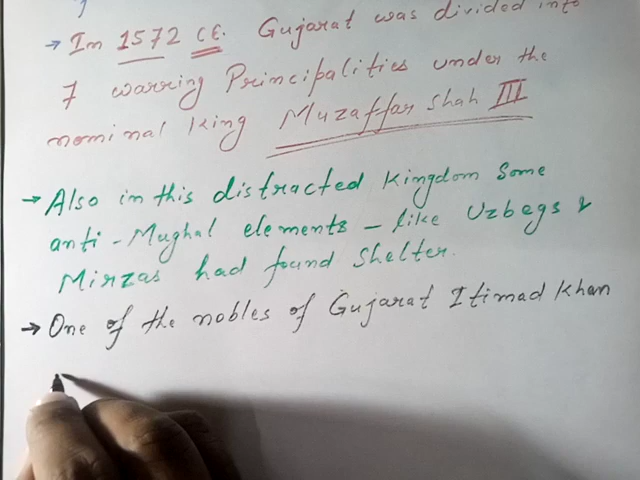 → In 1572 CE. Gujarat was divided into
7 warring Principalities under the
nominal King Muzaffar Shah III
→ Also in this distracted Kingdom Some
anti-Mughal elements - like Uzbegs &
Mirzas had found Shelter.
→ One of the nobles of Gujarat Itimad Khan